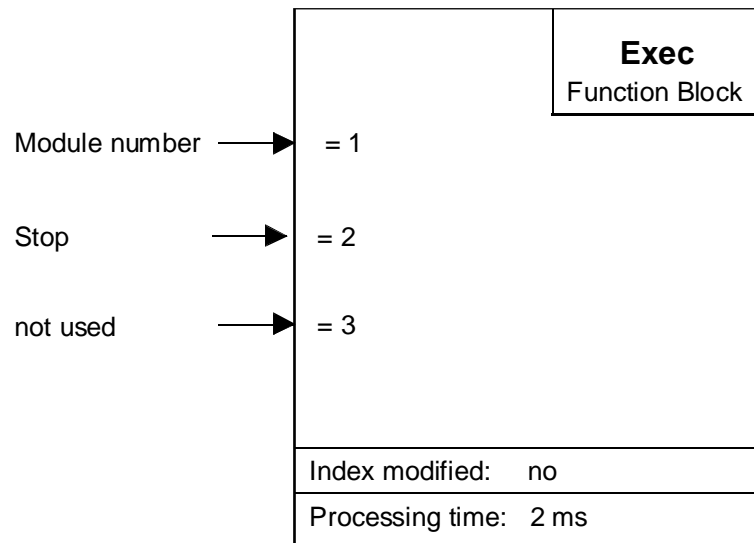 Exec
Function Block
Module number = 1
Stop = 2
not used = 3
Index modified: no
Processing time: 2 ms